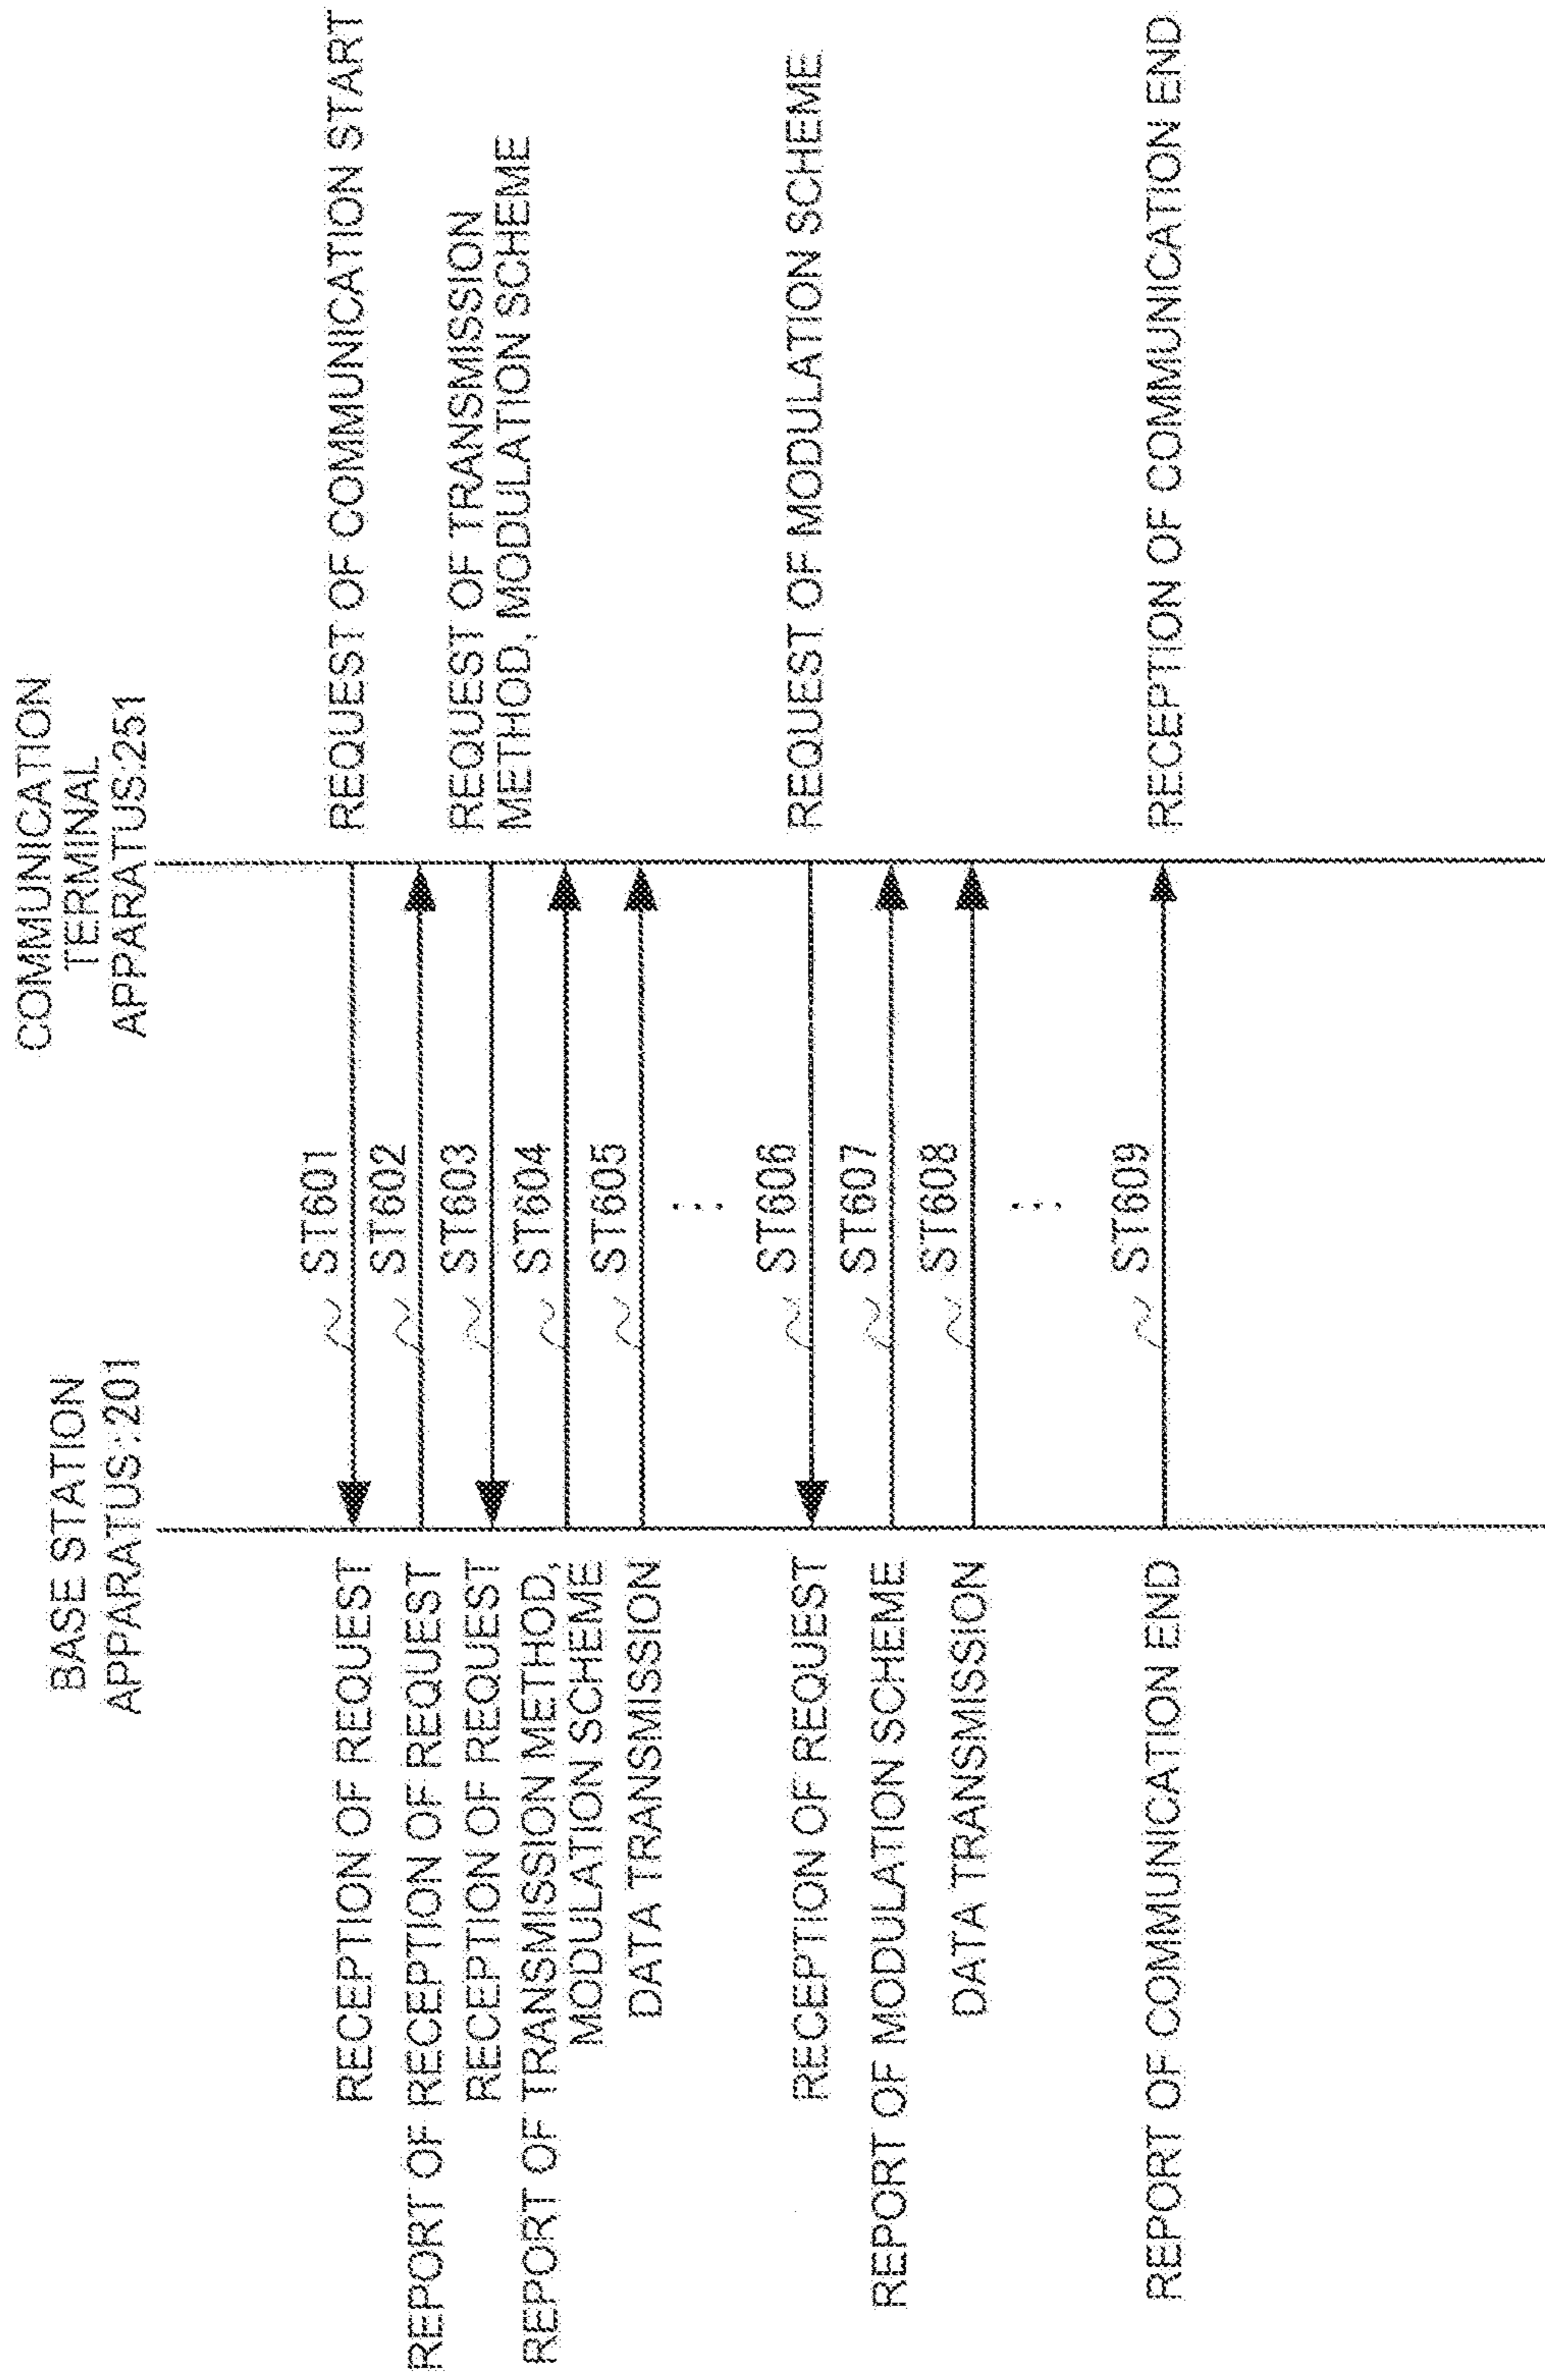 BASE STATION
APPARATUS:201
COMMUNICATION
TERMINAL
APPARATUS:251
RECEPTION OF REQUEST
ST601
REQUEST OF COMMUNICATION START
REPORT OF RECEPTION OF REQUEST
ST602
RECEPTION OF REQUEST
ST603
REQUEST OF TRANSMISSION
METHOD, MODULATION SCHEME
REPORT OF TRANSMISSION METHOD,
MODULATION SCHEME
ST604
DATA TRANSMISSION
ST605
...
RECEPTION OF REQUEST
ST606
REQUEST OF MODULATION SCHEME
REPORT OF MODULATION SCHEME
ST607
DATA TRANSMISSION
ST608
...
REPORT OF COMMUNICATION END
ST609
RECEPTION OF COMMUNICATION END